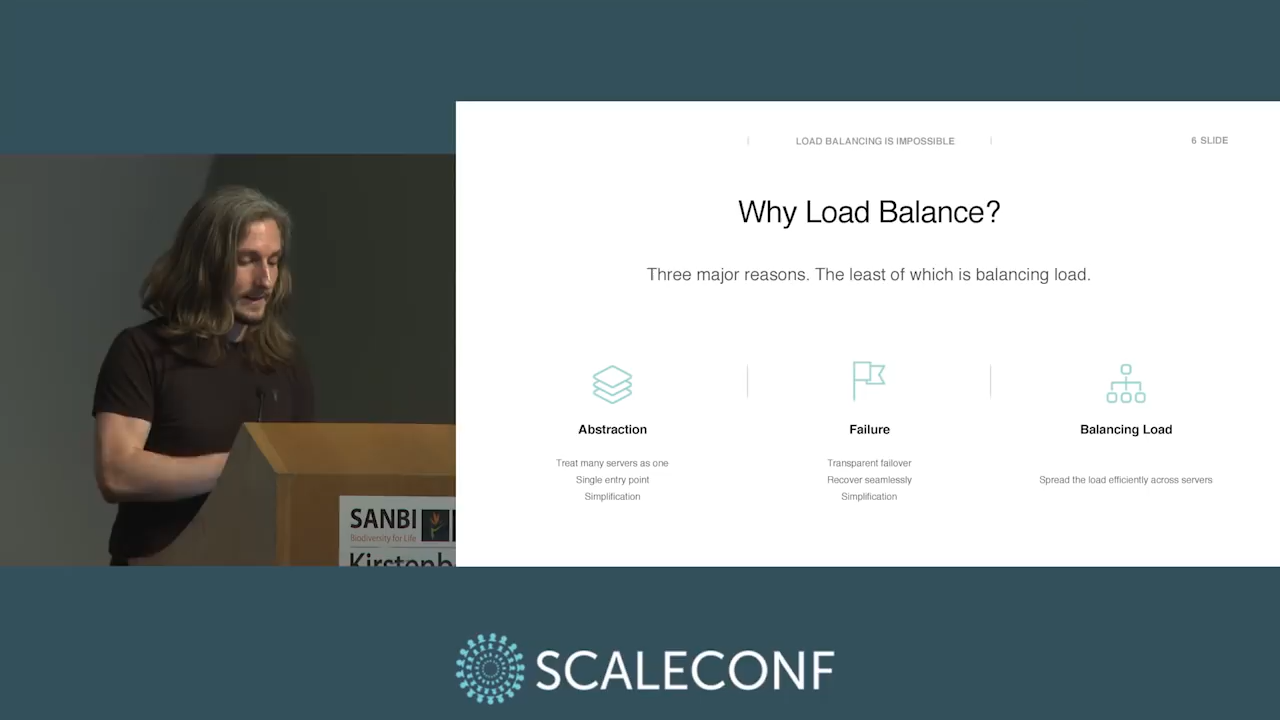 LOAD BALANCING IS IMPOSSIBLE
6 SLIDE
Why Load Balance?
Three major reasons. The least of which is balancing load.
Abstraction
Treat many servers as one
Single entry point
Simplification
Failure
Transparent failover
Recover seamlessly
Simplification
Balancing Load
Spread the load efficiently across servers
SANBI
Biodiversity for Life
SCALECONF